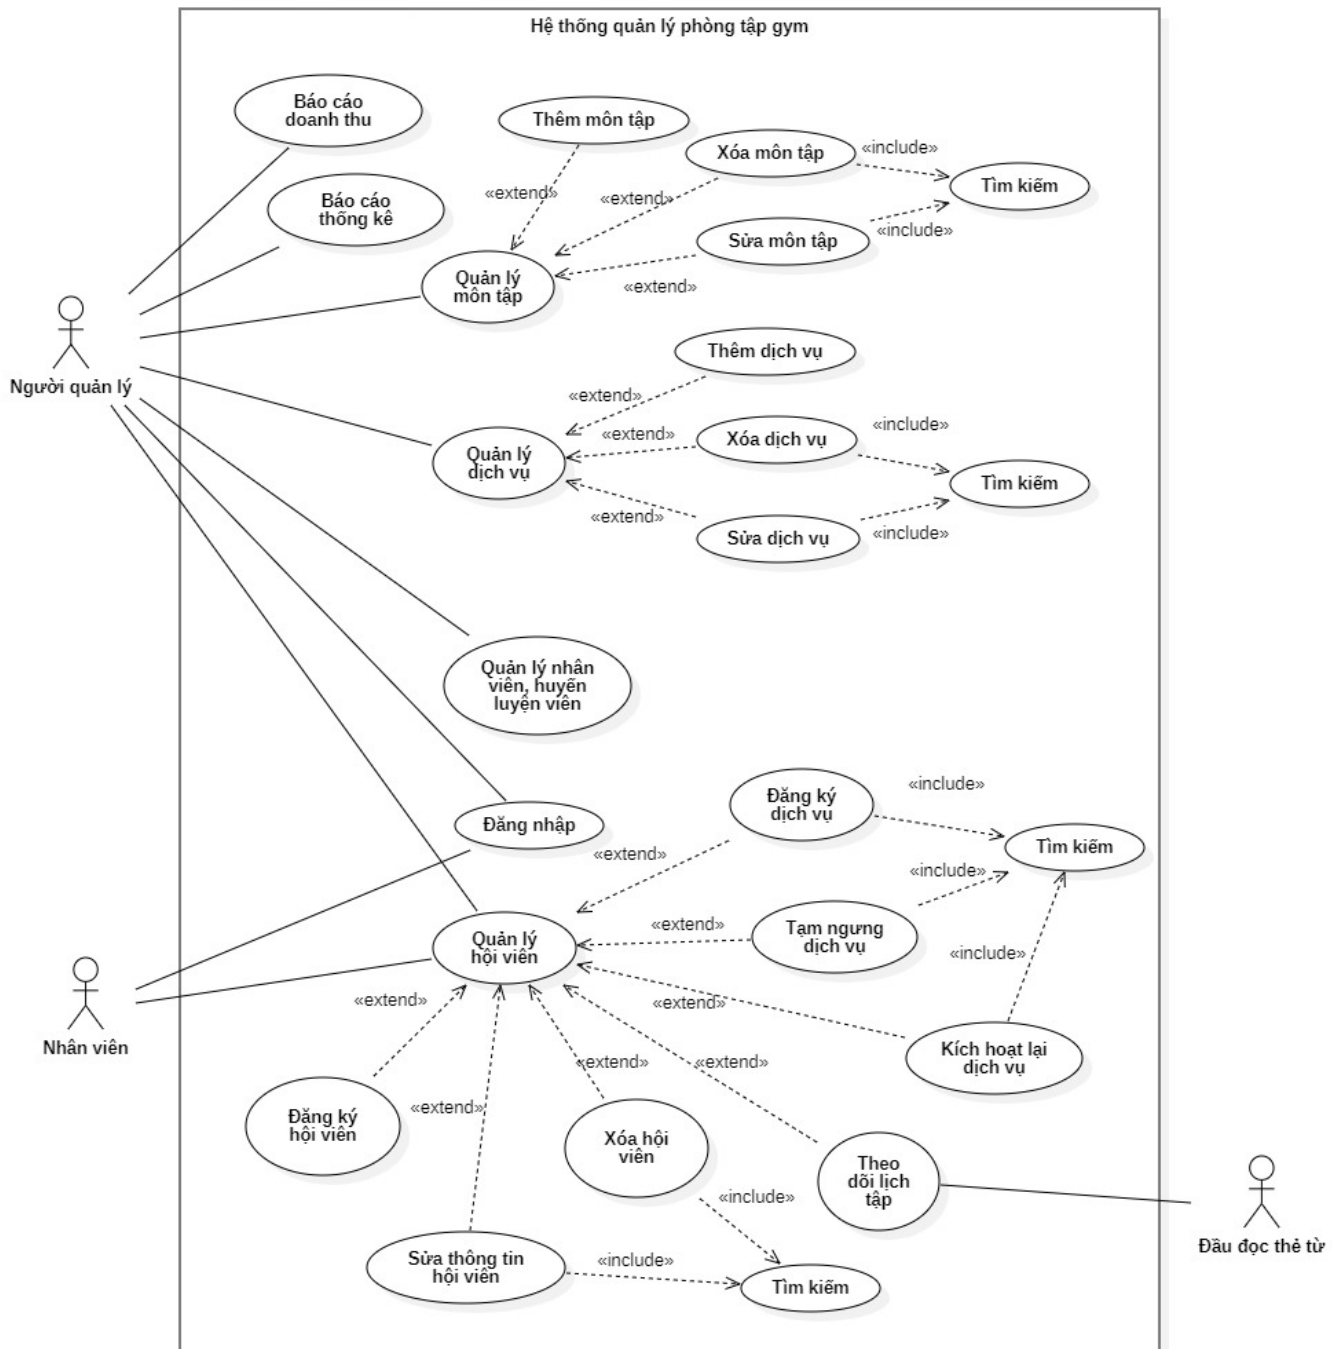 Hệ thống quản lý phòng tập gym
Báo cáo
doanh thu
Thêm môn tập
Xóa môn tập
«include»
Tìm kiếm
«extend»
«extend»
Báo cáo
thống kê
Sửa môn tập
«include»
Quản lý
môn tập
«extend»
Người quản lý
Thêm dịch vụ
«extend»
Xóa dịch vụ
«include»
«extend»
Quản lý
dịch vụ
Tìm kiếm
«extend»
Sửa dịch vụ
«include»
Quản lý nhân
viên, huyến
luyện viên
Đăng ký
dịch vụ
«include»
Đăng nhập
Tìm kiếm
«extend»
«include»
Tạm ngưng
dịch vụ
«extend»
Quản lý
hội viên
«include»
«extend»
«extend»
Nhân viên
Kích hoạt lại
dịch vụ
«extend»
«extend»
«extend»
Đăng ký
hội viên
Xóa hội
viên
Theo
dõi lịch
tập
«include»
Đầu đọc thẻ từ
Sửa thông tin
hội viên
«include»
Tìm kiếm